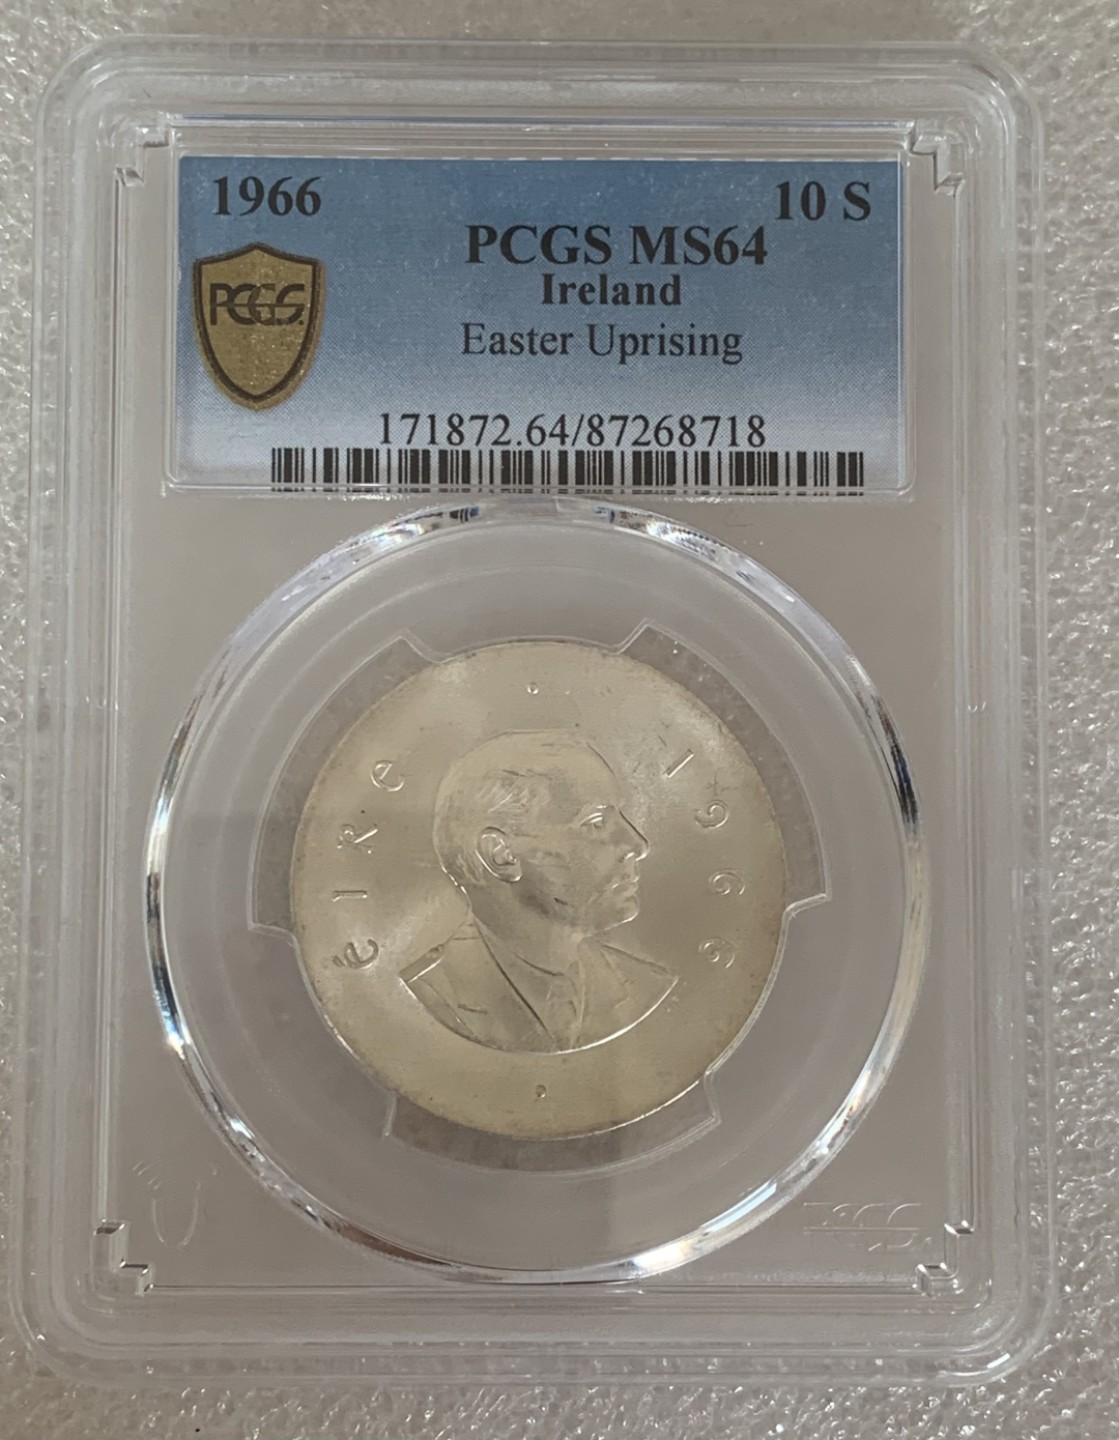 1966
10 S
PCGS MS64
Ireland
PCGS
Easter Uprising
171872.64/87268718
éire
1966